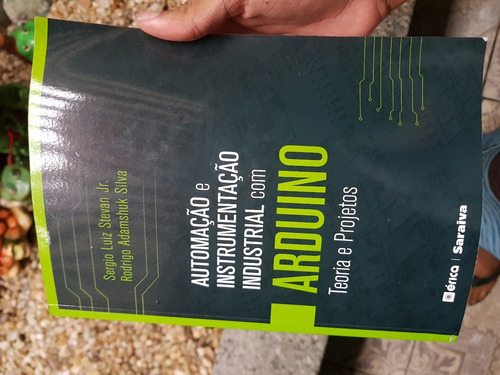 Sergio Luiz Stevan Jr.
Rodrigo Adamshuk Silva
AUTOMAÇÃO e
INSTRUMENTAÇÃO
INDUSTRIAL com
ARDUINO
Teoria e Projetos
érica | Saraiva